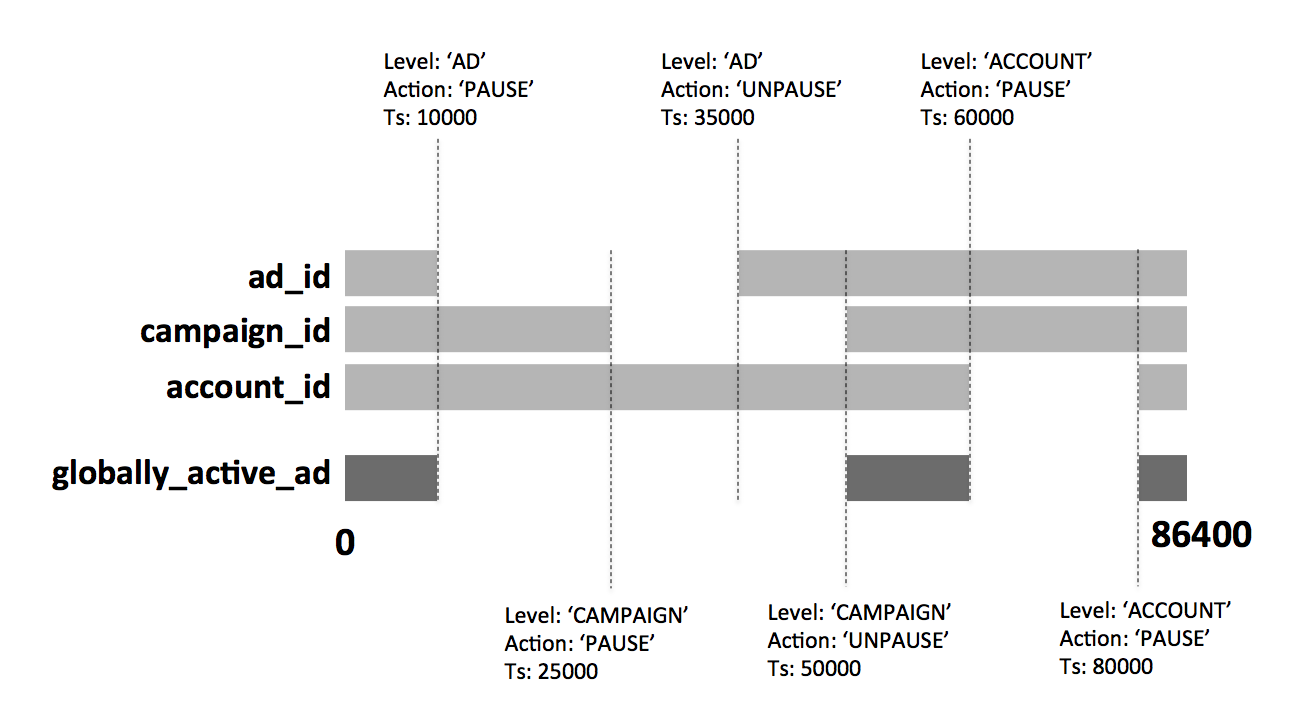 Level: ‘AD’
Action: ‘PAUSE’
Ts: 10000
Level: ‘AD’
Action: ‘UNPAUSE’
Ts: 35000
Level: ‘ACCOUNT’
Action: ‘PAUSE’
Ts: 60000
ad_id
campaign_id
account_id
globally_active_ad
0
86400
Level: ‘CAMPAIGN’
Action: ‘PAUSE’
Ts: 25000
Level: ‘CAMPAIGN’
Action: ‘UNPAUSE’
Ts: 50000
Level: ‘ACCOUNT’
Action: ‘PAUSE’
Ts: 80000